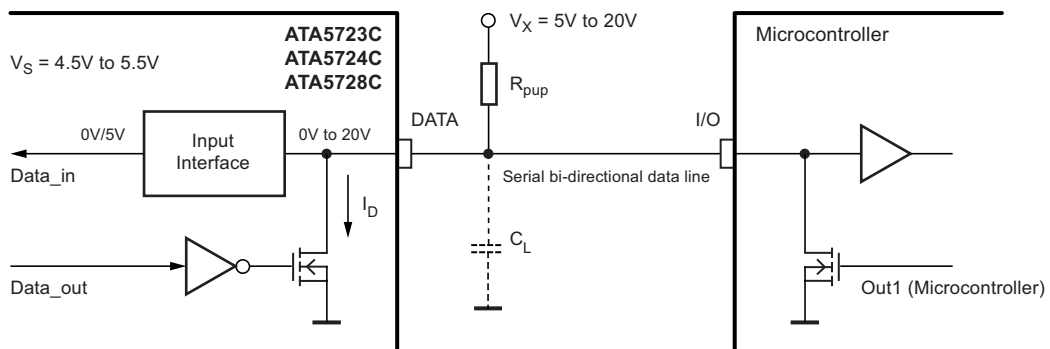 ATA5723C
ATA5724C
ATA5728C
V_S = 4.5V to 5.5V
V_X = 5V to 20V
R_pup
Microcontroller
DATA
I/O
0V/5V
Input
Interface
0V to 20V
Data_in
Serial bi-directional data line
I_D
C_L
Data_out
Out1 (Microcontroller)